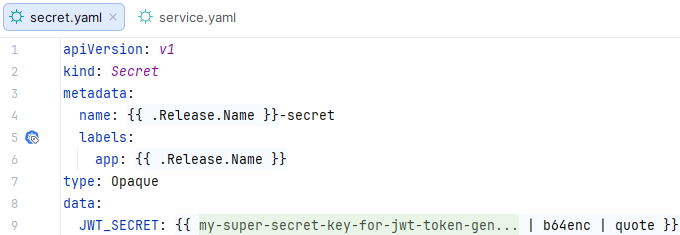 secret.yaml × service.yaml
1 apiVersion: v1
2 kind: Secret
3 metadata:
4 name: {{ .Release.Name }}-secret
5 labels:
6 app: {{ .Release.Name }}
7 type: Opaque
8 data:
9 JWT_SECRET: {{ my-super-secret-key-for-jwt-token-gen... | b64enc | quote }}